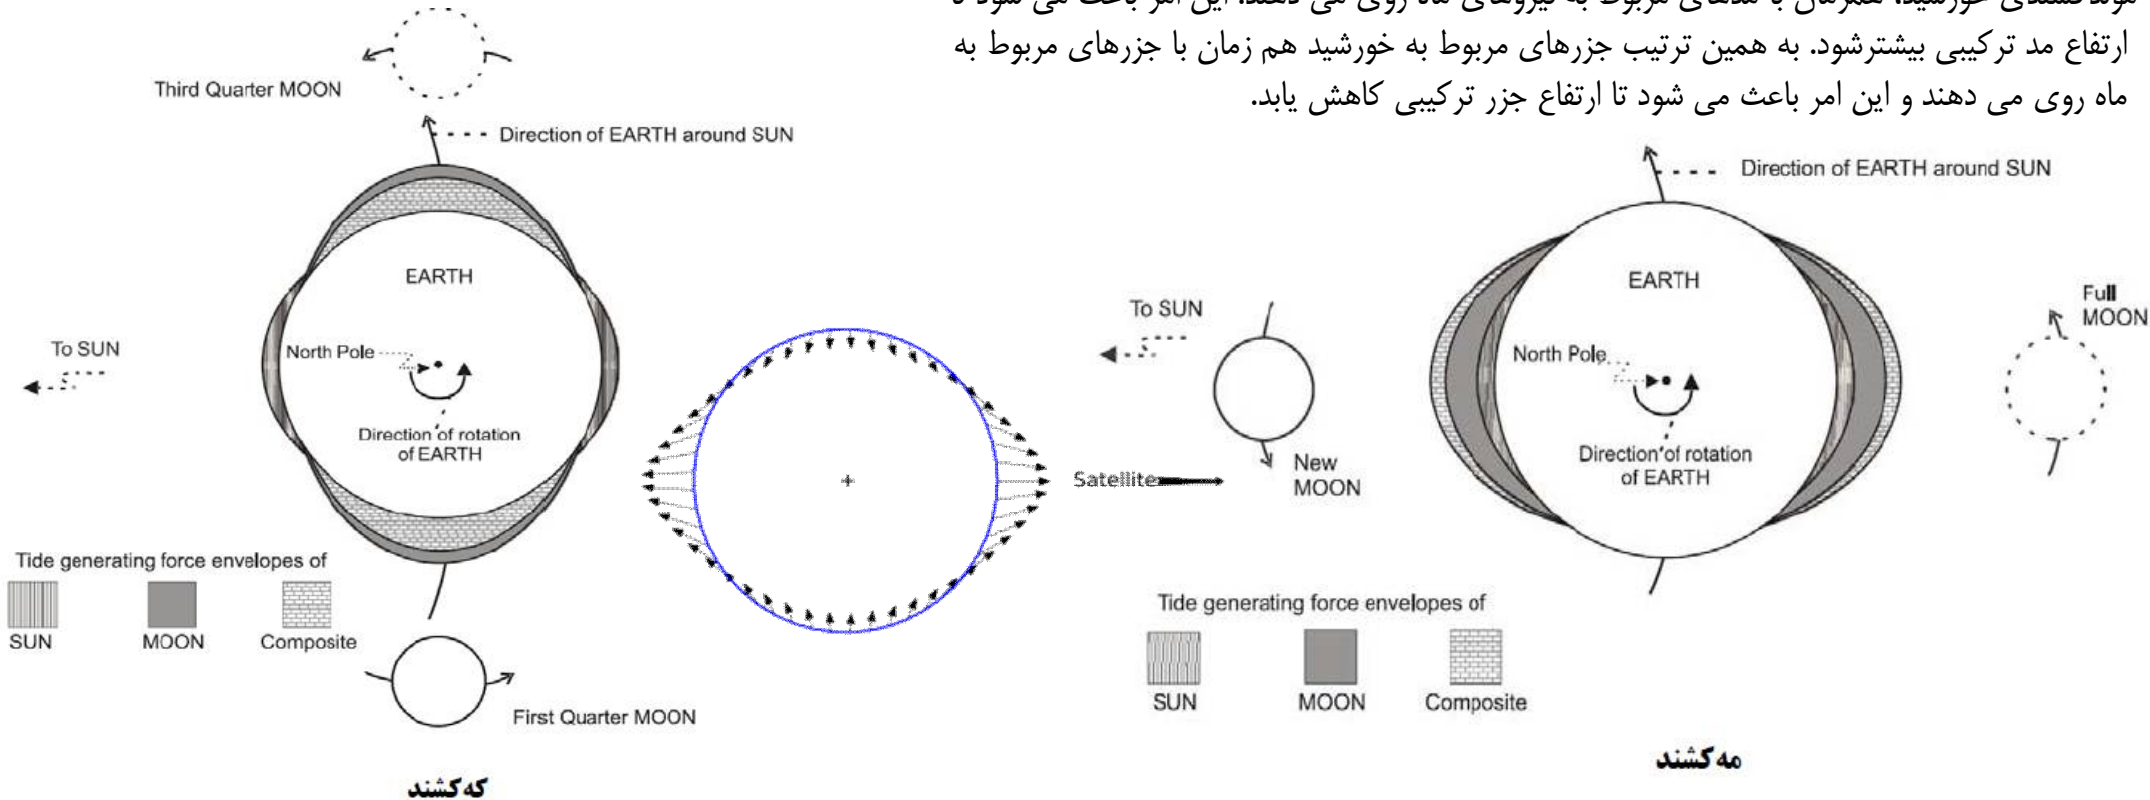 ارتفاع مد ترکیبی بیشترشود. به همین ترتیب جزرهای مربوط به خورشید هم زمان با جزرهای مربوط به
ماه روی می دهند و این امر باعث می شود تا ارتفاع جزر ترکیبی کاهش یابد.
Third Quarter MOON
Direction of EARTH around SUN
EARTH
To SUN
North Pole
Direction of rotation
of EARTH
Tide generating force envelopes of
SUN
MOON
Composite
First Quarter MOON
که کشند
Satellite
Direction of EARTH around SUN
EARTH
To SUN
North Pole
Direction of rotation
of EARTH
New
MOON
Full
MOON
Tide generating force envelopes of
SUN
MOON
Composite
مه کشند